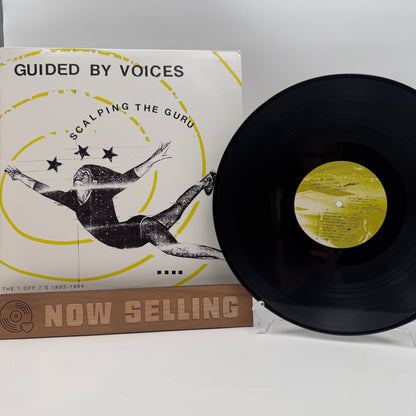 GUIDED BY VOICES
SCALPING THE GURU
THE 1 OFF 7"S 1993-1994
NOW SELLING